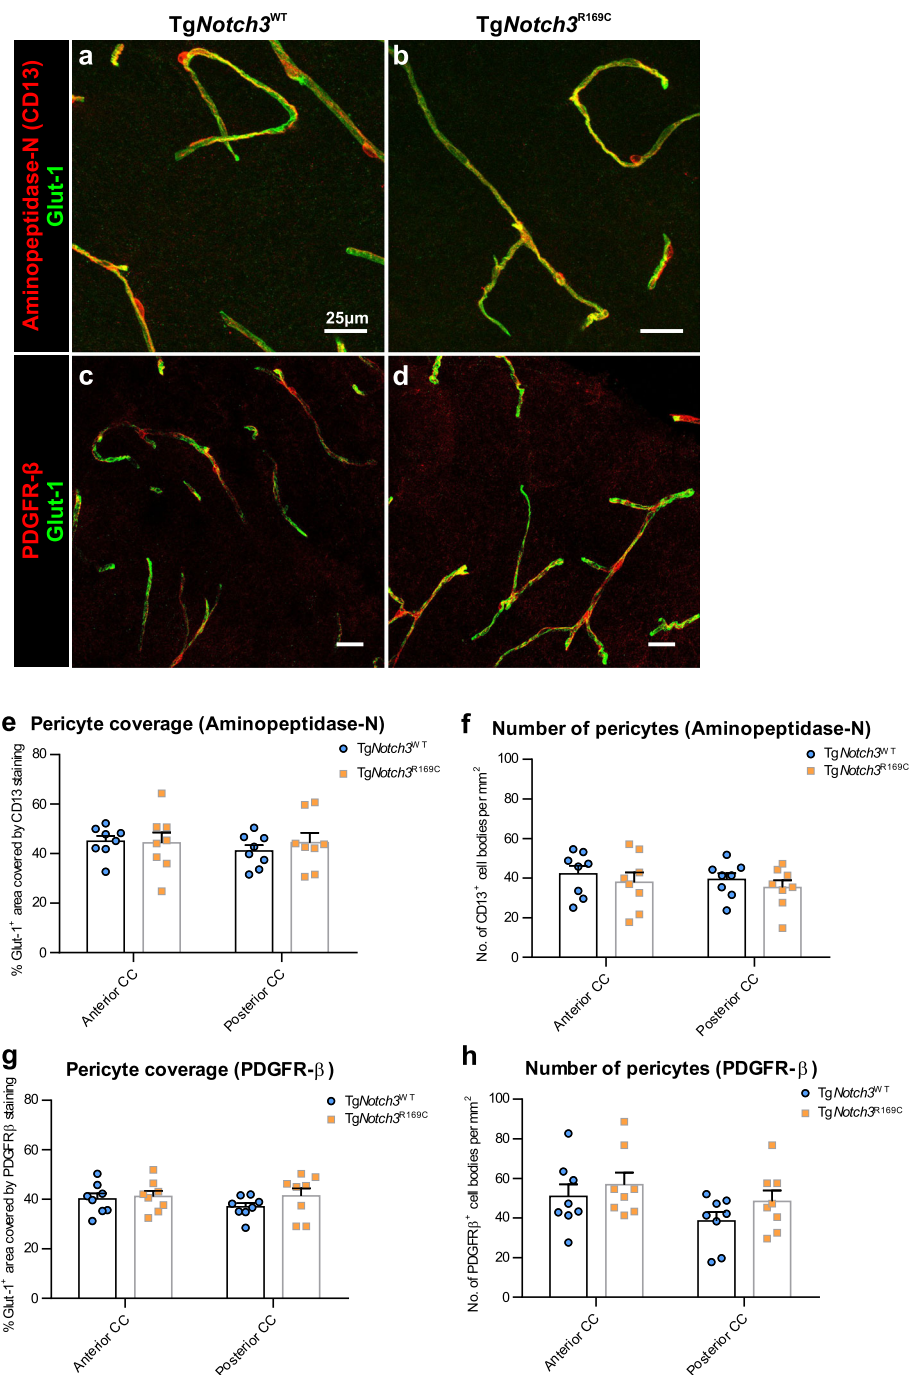 TgNotch3WT
TgNotch3R169C
Aminopeptidase-N (CD13)
Glut-1
a
b
25μm
PDGFR-β
Glut-1
c
d
e
Pericyte coverage (Aminopeptidase-N)
TgNotch3WT
TgNotch3R169C
% Glut-1+ area covered by CD13 staining
80
60
40
20
0
Anterior CC
Posterior CC
f
Number of pericytes (Aminopeptidase-N)
TgNotch3WT
TgNotch3R169C
No. of CD13+ cell bodies per mm2
100
80
60
40
20
0
Anterior CC
Posterior CC
g
Pericyte coverage (PDGFR-β)
TgNotch3WT
TgNotch3R169C
% Glut-1+ area covered by PDGFRβ staining
80
60
40
20
0
Anterior CC
Posterior CC
h
Number of pericytes (PDGFR-β)
TgNotch3WT
TgNotch3R169C
No. of PDGFRβ+ cell bodies per mm2
100
80
60
40
20
0
Anterior CC
Posterior CC